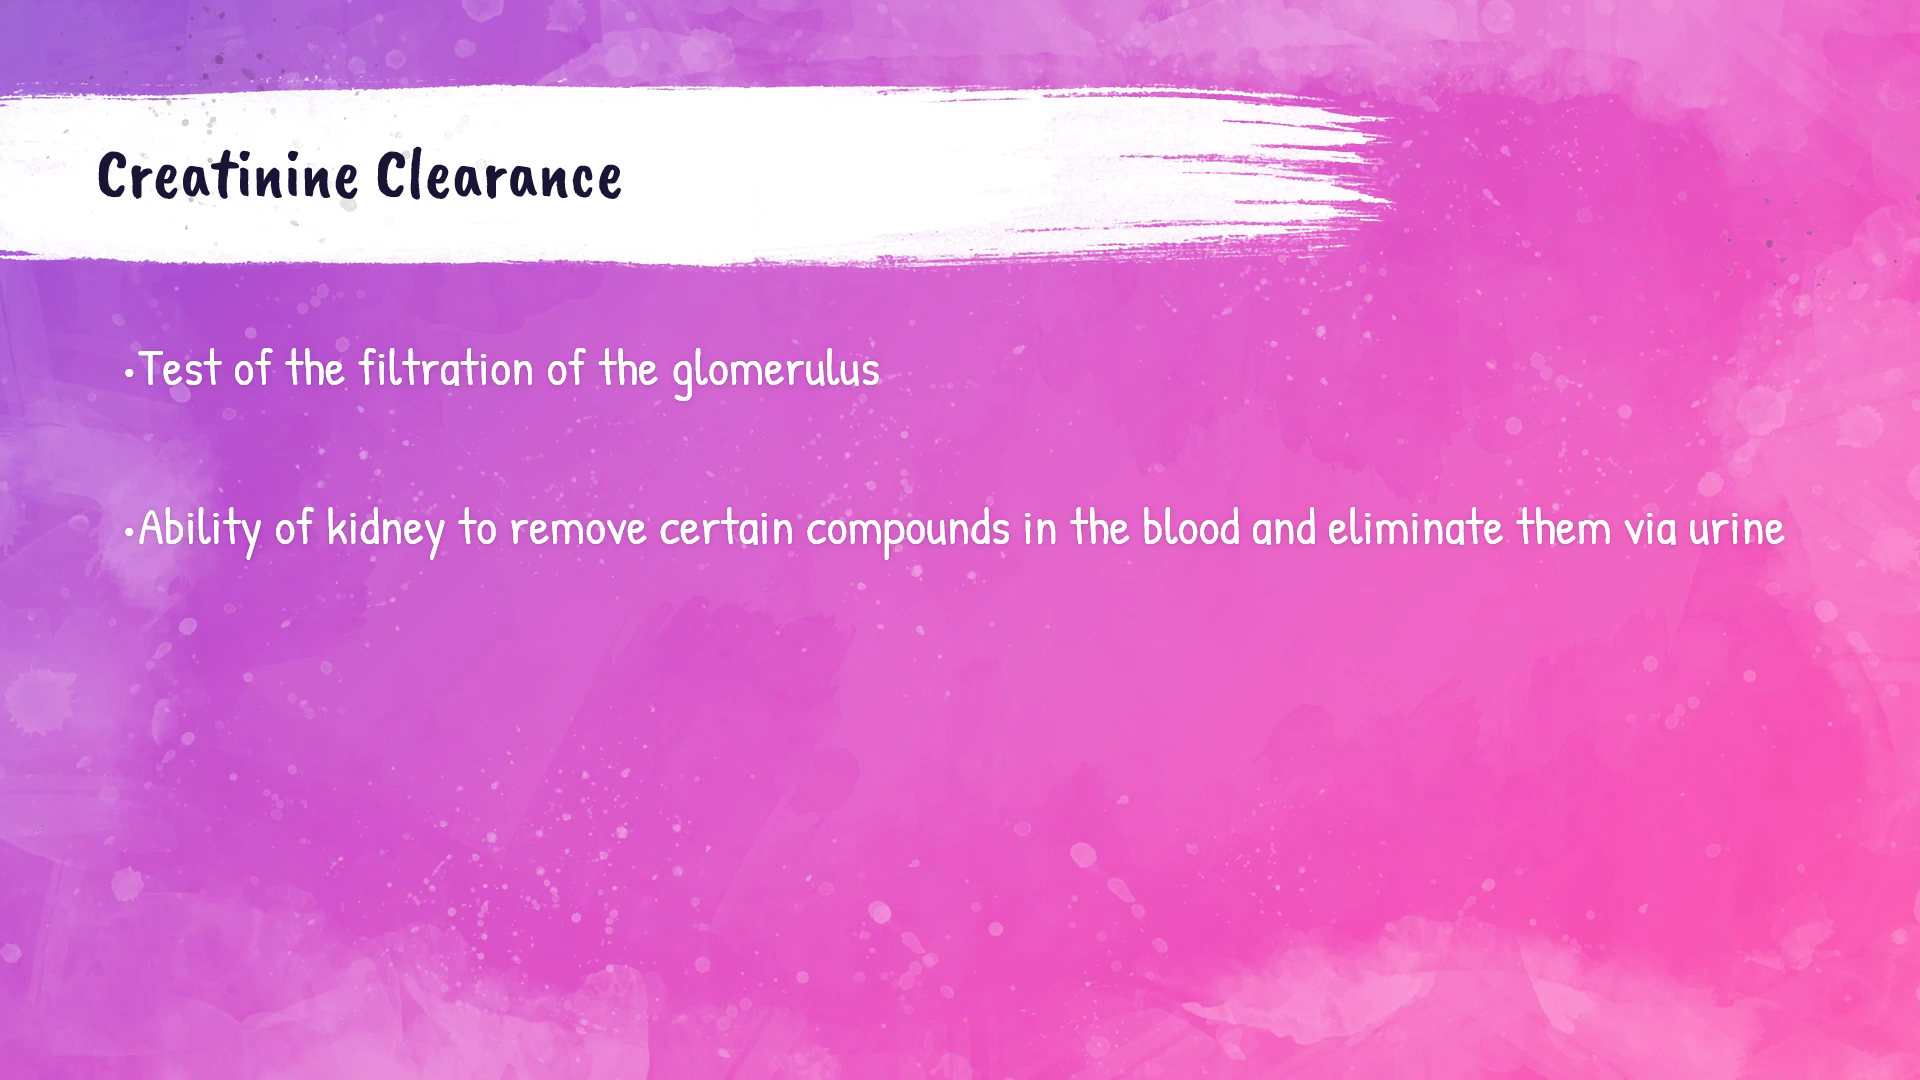 Creatinine Clearance
•Test of the filtration of the glomerulus
•Ability of kidney to remove certain compounds in the blood and eliminate them via urine